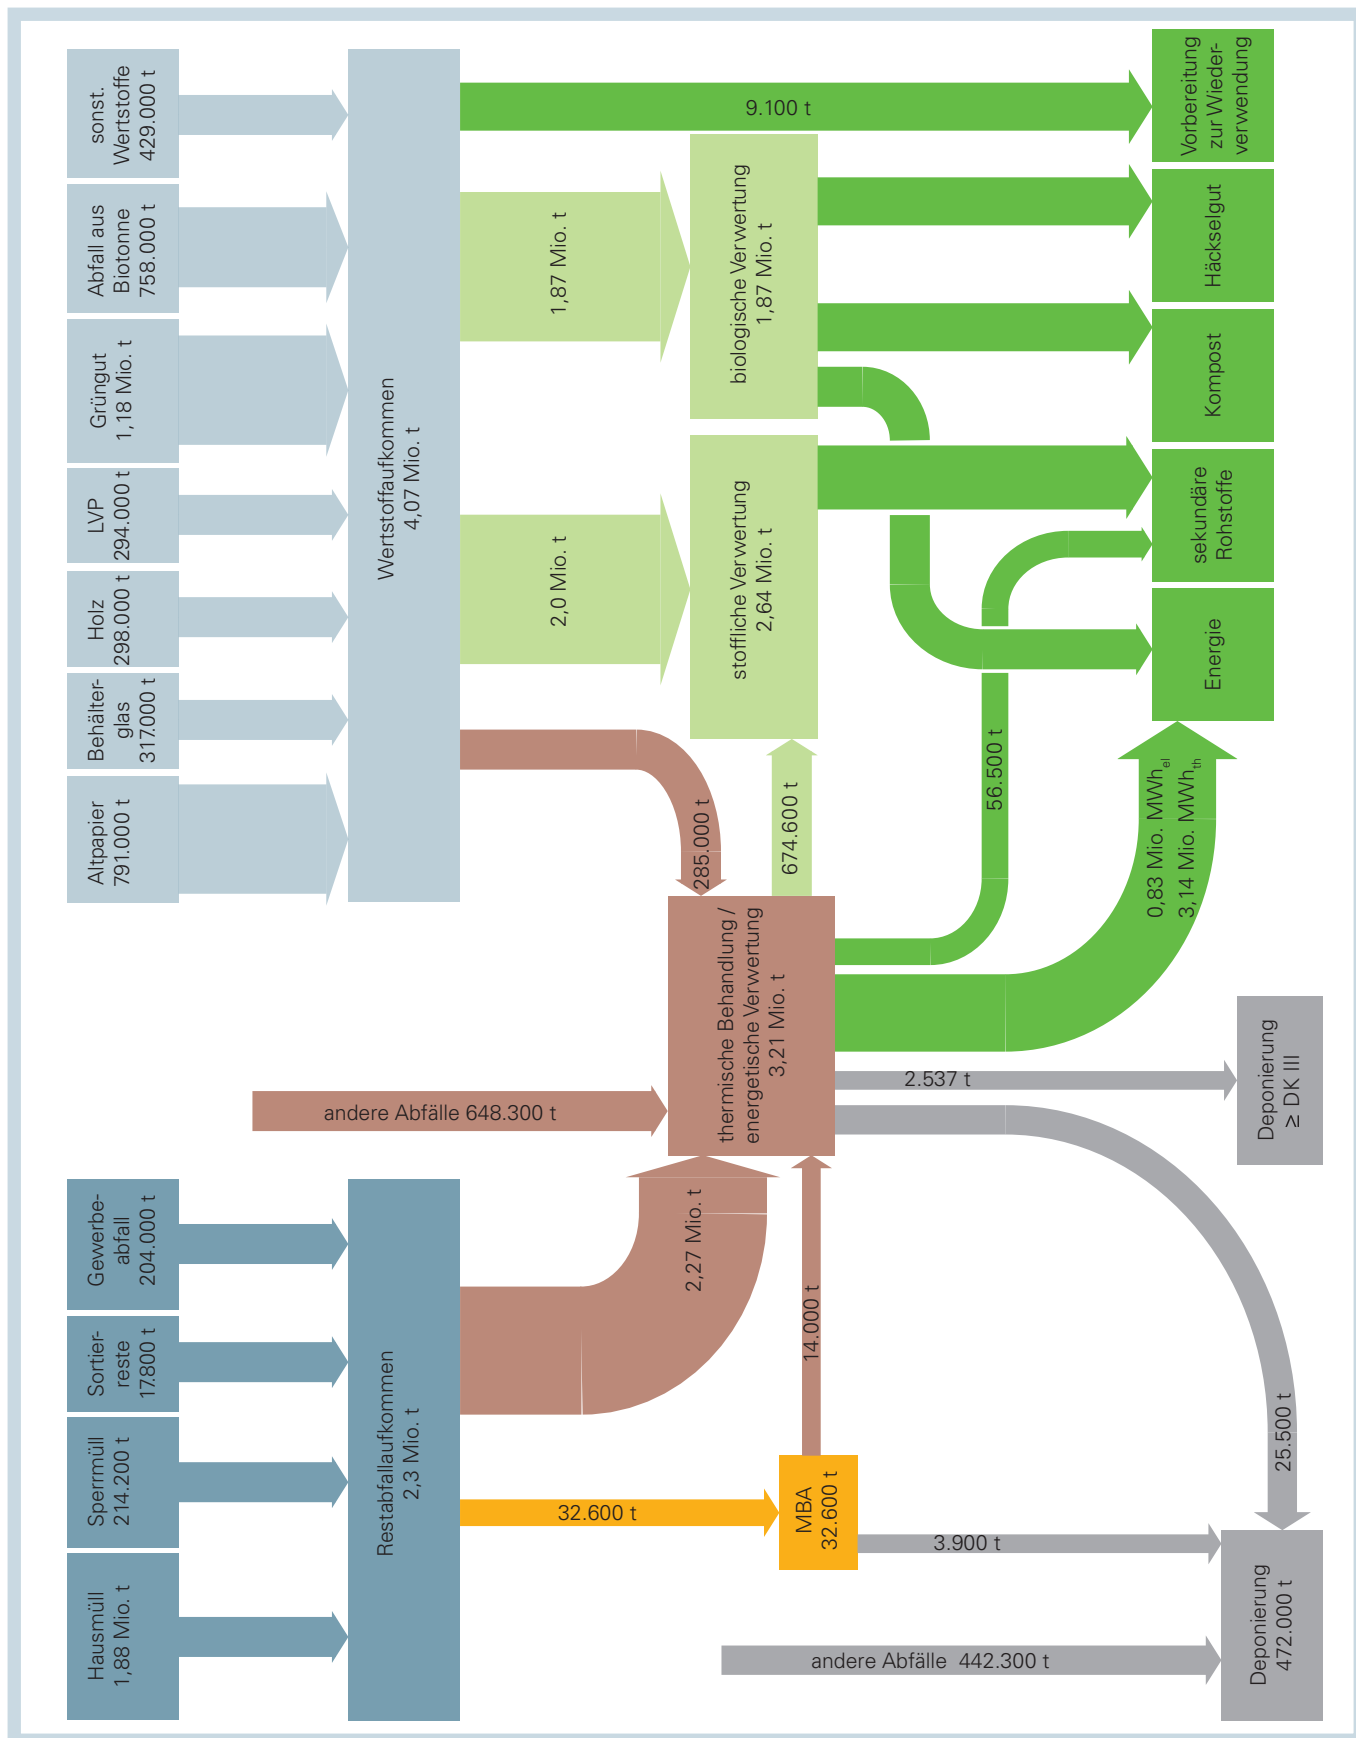 Hausmüll
1,88 Mio. t
Sperrmüll
214.200 t
Sortier-
reste
17.800 t
Gewerbe-
abfall
204.000 t
Altpapier
791.000 t
Behälter-
glas
317.000 t
Holz
298.000 t
LVP
294.000 t
Grüngut
1,18 Mio. t
Abfall aus
Biotonne
758.000 t
sonst.
Wertstoffe
429.000 t
Restabfallaufkommen
2,3 Mio. t
andere Abfälle 648.300 t
Wertstoffaufkommen
4,07 Mio. t
32.600 t
2,27 Mio. t
285.000 t
2,0 Mio. t
1,87 Mio. t
9.100 t
MBA
32.600 t
14.000 t
thermische Behandlung /
energetische Verwertung
3,21 Mio. t
674.600 t
stoffliche Verwertung
2,64 Mio. t
biologische Verwertung
1,87 Mio. t
andere Abfälle 442.300 t
3.900 t
2.537 t
25.500 t
56.500 t
0,83 Mio. MWhel
3,14 Mio. MWhth
Deponierung
472.000 t
Deponierung
≥ DK III
Energie
sekundäre
Rohstoffe
Kompost
Häckselgut
Vorbereitung
zur Wieder-
verwendung